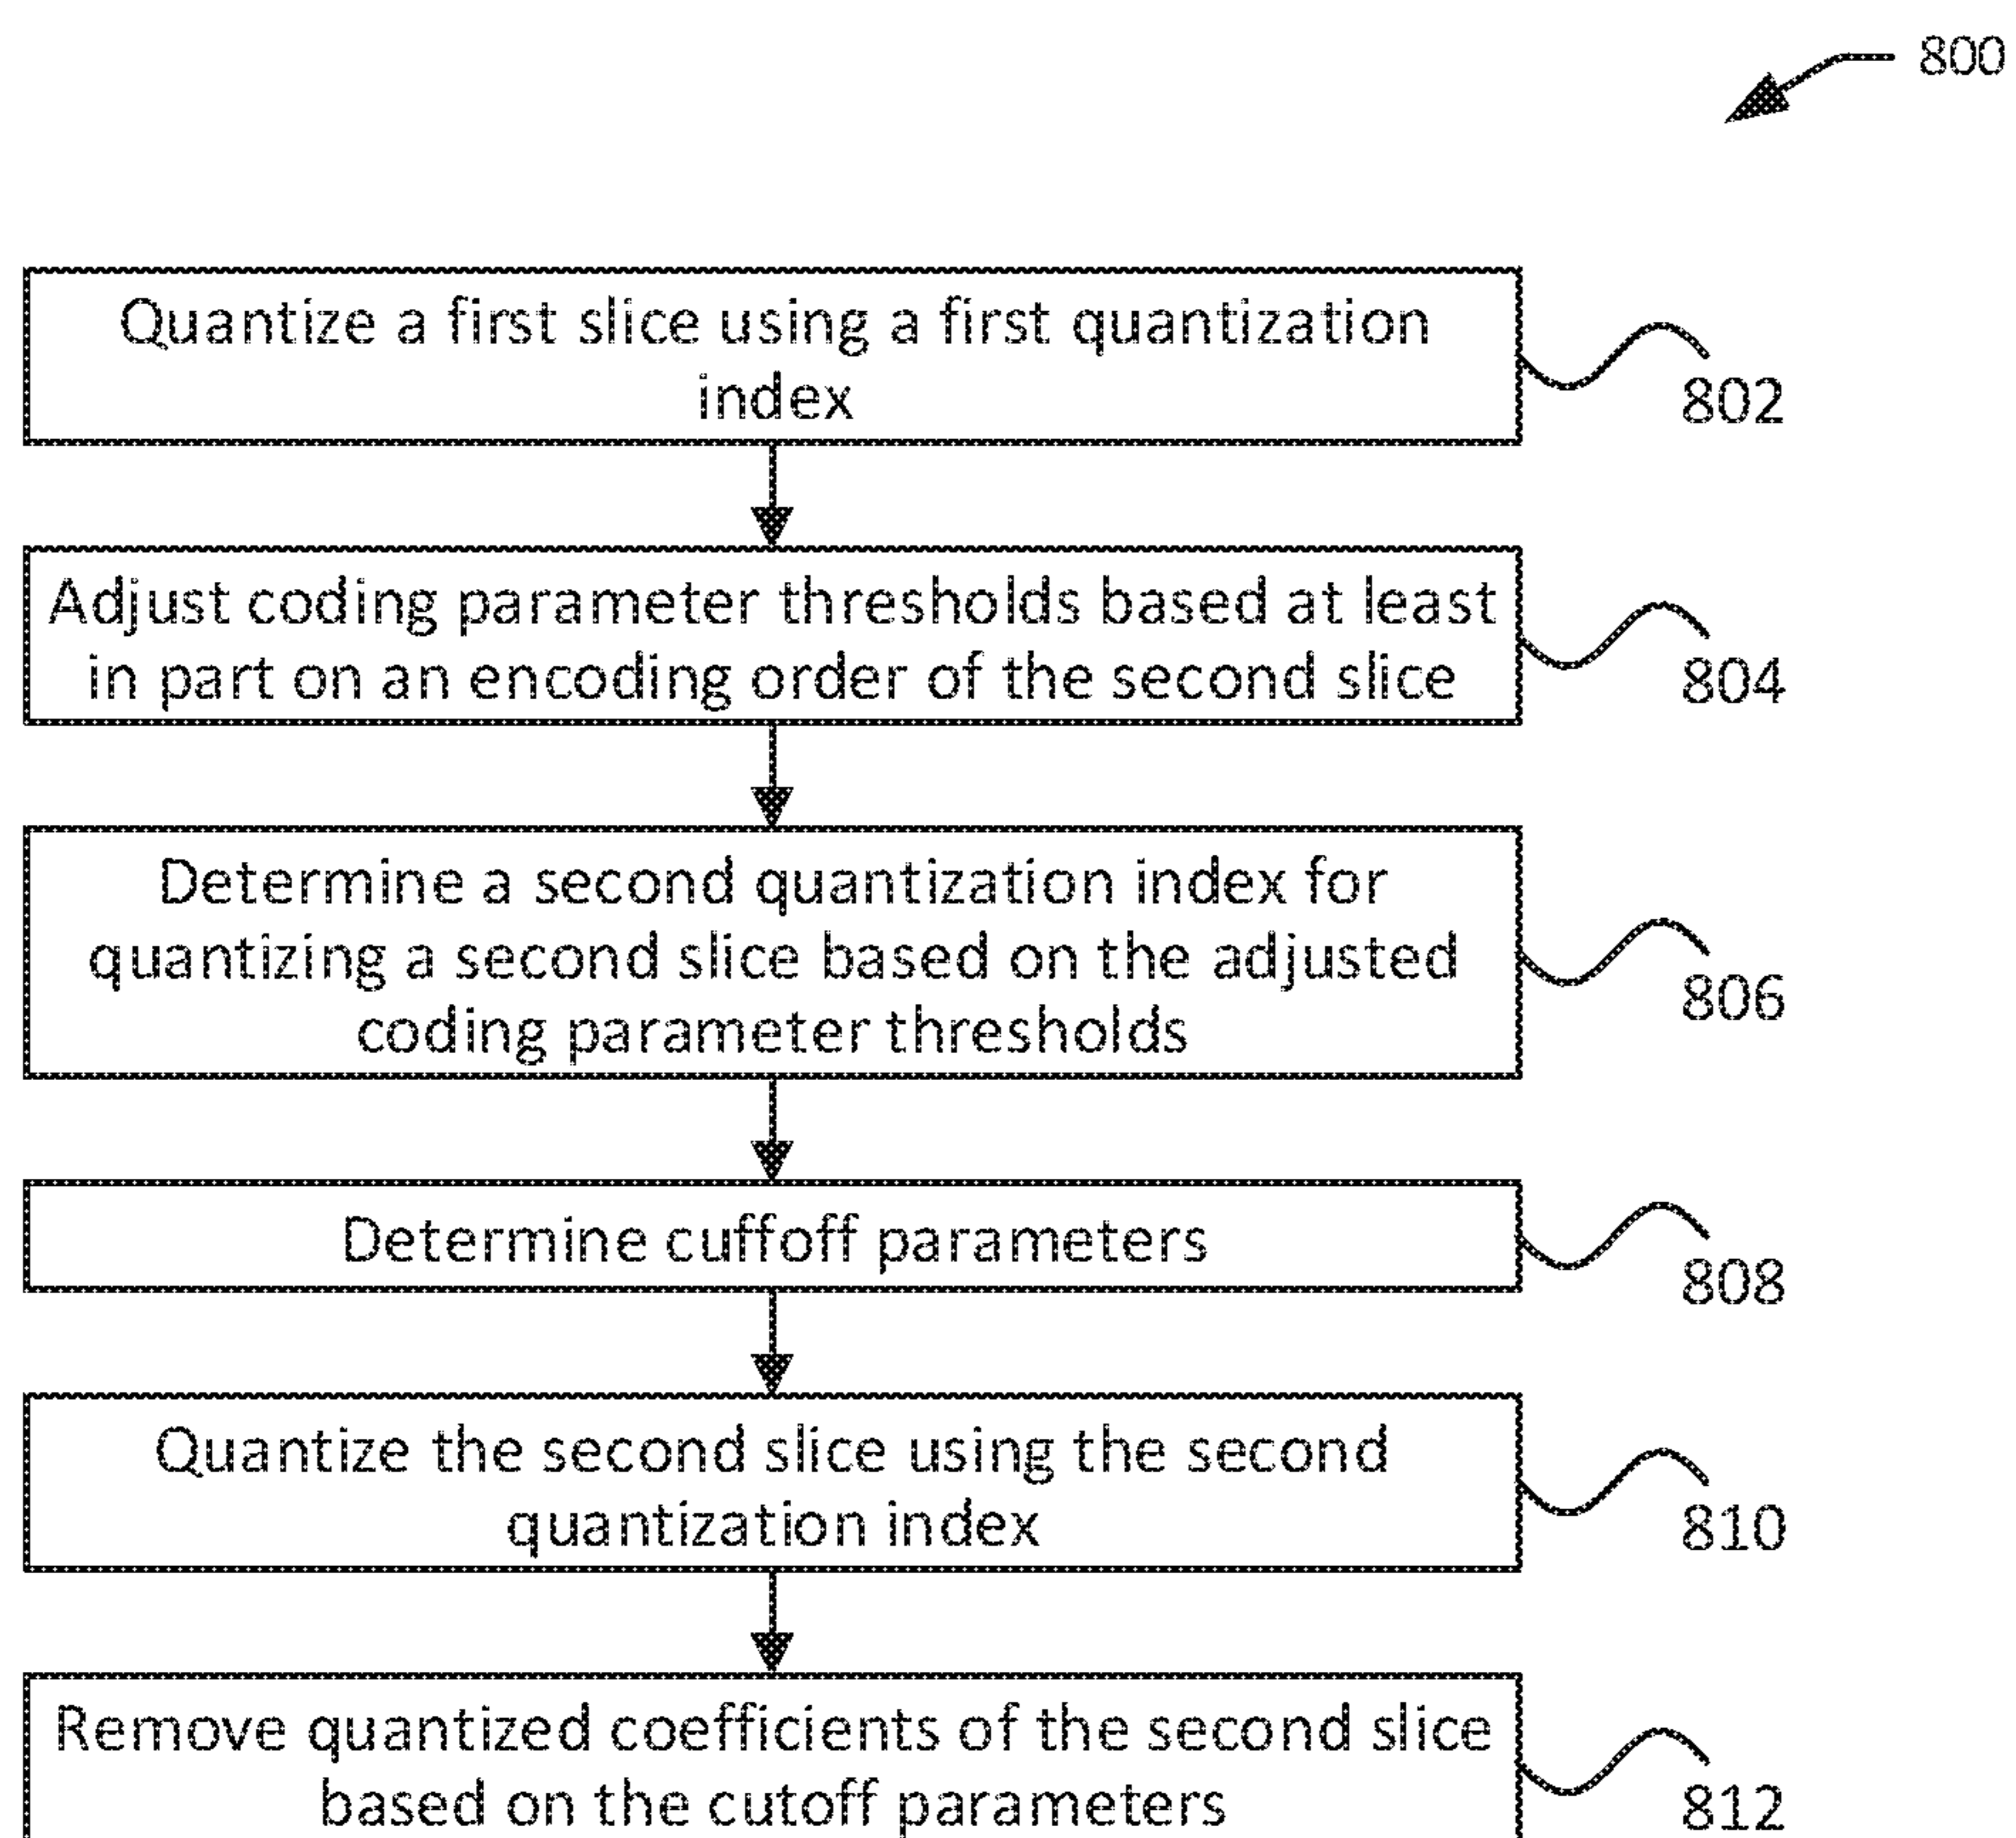 800
Quantize a first slice using a first quantization
index
802
Adjust coding parameter thresholds based at least
in part on an encoding order of the second slice
804
Determine a second quantization index for
quantizing a second slice based on the adjusted
coding parameter thresholds
806
Determine cuffoff parameters
808
Quantize the second slice using the second
quantization index
810
Remove quantized coefficients of the second slice
based on the cutoff parameters
812